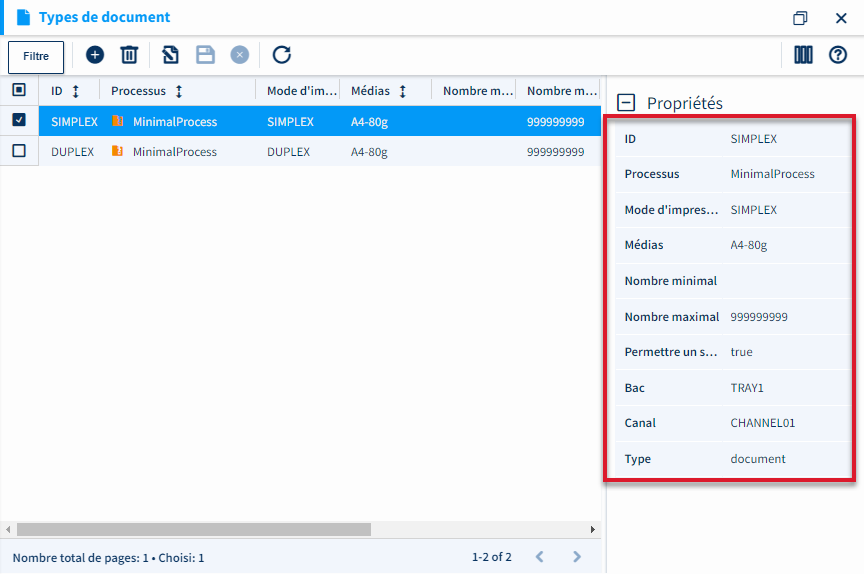 Types de document
Filtre
ID Processus Mode d'im... Médias Nombre m... Nombre m...
SIMPLEX MinimalProcess SIMPLEX A4-80g 999999999
DUPLEX MinimalProcess DUPLEX A4-80g 999999999
Nombre total de pages: 1 • Choisi: 1
1-2 of 2
Propriétés
ID SIMPLEX
Processus MinimalProcess
Mode d'impres... SIMPLEX
Médias A4-80g
Nombre minimal
Nombre maximal 999999999
Permettre un s... true
Bac TRAY1
Canal CHANNEL01
Type document